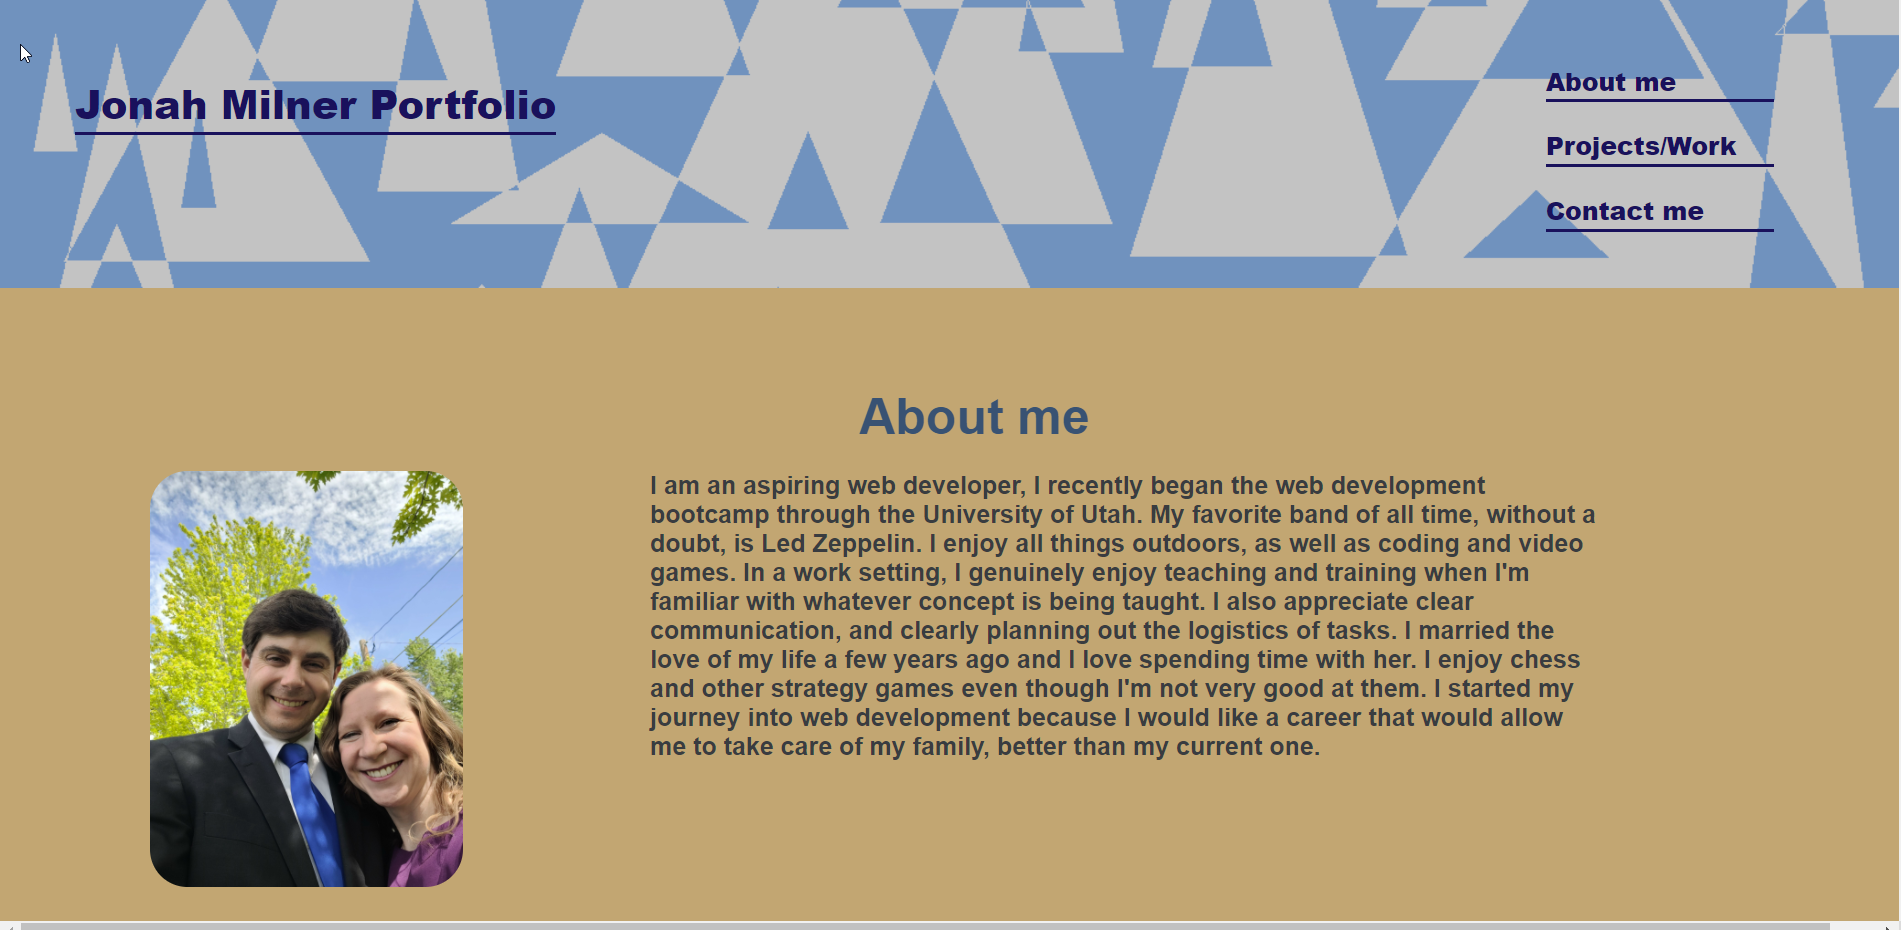 Jonah Milner Portfolio
About me
Projects/Work
Contact me
About me
I am an aspiring web developer, I recently began the web development
bootcamp through the University of Utah. My favorite band of all time, without a
doubt, is Led Zeppelin. I enjoy all things outdoors, as well as coding and video
games. In a work setting, I genuinely enjoy teaching and training when I'm
familiar with whatever concept is being taught. I also appreciate clear
communication, and clearly planning out the logistics of tasks. I married the
love of my life a few years ago and I love spending time with her. I enjoy chess
and other strategy games even though I'm not very good at them. I started my
journey into web development because I would like a career that would allow
me to take care of my family, better than my current one.